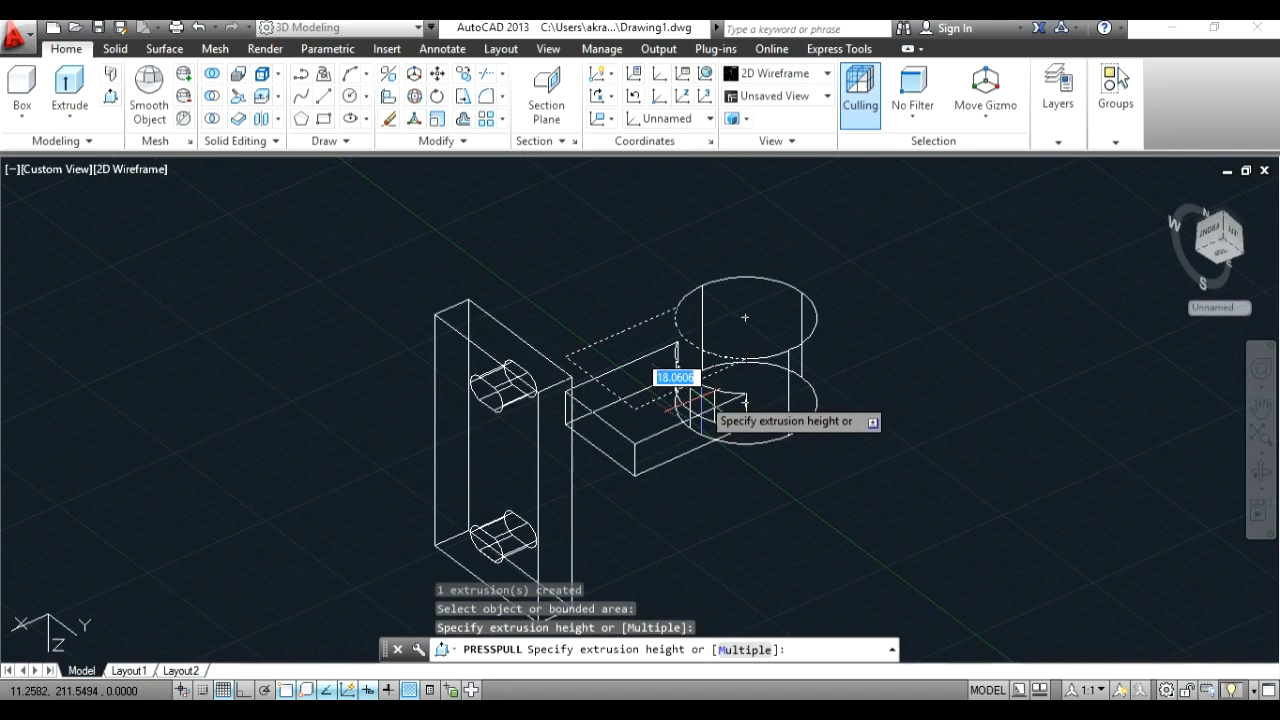 3D Modeling
AutoCAD 2013 C:\Users\akra...\Drawing1.dwg
Type a keyword or phrase
Sign In
Home Solid Surface Mesh Render Parametric Insert Annotate Layout View Manage Output Plug-ins Online Express Tools
2D Wireframe
Unsaved View
Unnamed
Box
Extrude
Smooth Object
Section Plane
Culling
No Filter
Move Gizmo
Layers
Groups
Modeling
Mesh
Solid Editing
Draw
Modify
Section
Coordinates
View
Selection
[−][Custom View][2D Wireframe]
W
N
S
FRONT
LEFT
Unnamed
18.0606
Specify extrusion height or
1 extrusion(s) created
Select object or bounded area:
Specify extrusion height or [Multiple]:
PRESSPULL Specify extrusion height or [Multiple]:
X Y
Z
Model Layout1 Layout2
11.2582, 211.5494, 0.0000
MODEL
1:1